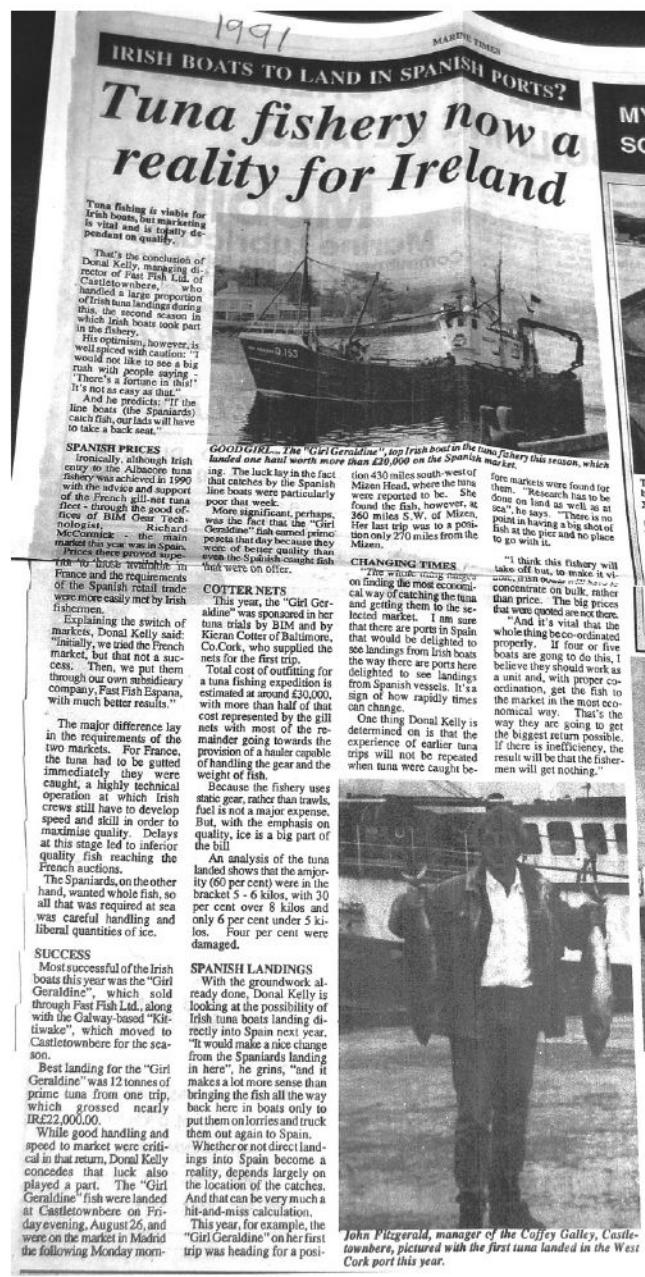 1991
MARINE TIMES
IRISH BOATS TO LAND IN SPANISH PORTS?
Tuna fishery now a
reality for Ireland
Tuna fishing is viable for
Irish boats, but marketing
is vital and is totally de-
pendant on quality.
That's the conclusion of
Donal Kelly, managing di-
rector of Fast Fish Ltd. of
Castletownbere, who
handled a large proportion
of Irish tuna landings during
this, the second season in
which Irish boats took part
in the fishery.
His optimism, however, is
well spiced with caution: "I
would not like to see a big
rush with people saying -
'There's a fortune in this!'
It's not as easy as that."
And he predicts: "If the
line boats (the Spaniards)
catch fish, our lads will have
to take a back seat."
SPANISH PRICES
Ironically, although Irish
entry to the Albacore tuna
fishery was achieved in 1990
with the advice and support
of the French gill-net tuna
fleet - through the good of-
fices of BIM Gear Tech-
nologist, Richard
McCormick - the main
market this year was in Spain.
Prices there proved supe-
rior to those available in
France and the requirements
of the Spanish retail trade
were more easily met by Irish
fishermen.
Explaining the switch of
markets, Donal Kelly said:
"Initially, we tried the French
market, but that not a suc-
cess. Then, we put them
through our own subsidieary
company, Fast Fish Espana,
with much better results."
The major difference lay
in the requirements of the
two markets. For France,
the tuna had to be gutted
immediately they were
caught, a highly technical
operation at which Irish
crews still have to develop
speed and skill in order to
maximise quality. Delays
at this stage led to inferior
quality fish reaching the
French auctions.
The Spaniards, on the other
hand, wanted whole fish, so
all that was required at sea
was careful handling and
liberal quantities of ice.
SUCCESS
Most successful of the Irish
boats this year was the "Girl
Geraldine", which sold
through Fast Fish Ltd., along
with the Galway-based "Kit-
tiwake", which moved to
Castletownbere for the sea-
son.
Best landing for the "Girl
Geraldine" was 12 tonnes of
prime tuna from one trip,
which grossed nearly
IR£22,000.00.
While good handling and
speed to market were criti-
cal in that return, Donal Kelly
concedes that luck also
played a part. The "Girl
Geraldine" fish were landed
at Castletownbere on Fri-
day evening, August 26, and
were on the market in Madrid
the following Monday morn-
D.153
GOOD GIRL... The "Girl Geraldine", top Irish boat in the tuna fishery this season, which
landed one haul worth more than £20,000 on the Spanish market.
ing. The luck lay in the fact
that catches by the Spanish
line boats were particularly
poor that week.
More significant, perhaps,
was the fact that the "Girl
Geraldine" fish earned primo
peseta that day because they
were of better quality than
even the Spanish caught fish
that were on offer.
COTTER NETS
This year, the "Girl Ger-
aldine" was sponsored in her
tuna trials by BIM and by
Kieran Cotter of Baltimore,
Co.Cork, who supplied the
nets for the first trip.
Total cost of outfitting for
a tuna fishing expedition is
estimated at around £30,000,
with more than half of that
cost represented by the gill
nets with most of the re-
mainder going towards the
provision of a hauler capable
of handling the gear and the
weight of fish.
Because the fishery uses
static gear, rather than trawls,
fuel is not a major expense.
But, with the emphasis on
quality, ice is a big part of
the bill
An analysis of the tuna
landed shows that the amjor-
ity (60 per cent) were in the
bracket 5 - 6 kilos, with 30
per cent over 8 kilos and
only 6 per cent under 5 ki-
los. Four per cent were
damaged.
SPANISH LANDINGS
With the groundwork al-
ready done, Donal Kelly is
looking at the possibility of
Irish tuna boats landing di-
rectly into Spain next year.
"It would make a nice change
from the Spaniards landing
in here", he grins, "and it
makes a lot more sense than
bringing the fish all the way
back here in boats only to
put them on lorries and truck
them out again to Spain.
Whether or not direct land-
ings into Spain become a
reality, depends largely on
the location of the catches.
And that can be very much a
hit-and-miss calculation.
This year, for example, the
"Girl Geraldine" on her first
trip was heading for a posi-
tion 430 miles south-west of
Mizen Head, where the tuna
were reported to be. She
found the fish, however, at
360 miles S.W. of Mizen.
Her last trip was to a posi-
tion only 270 miles from the
Mizen.
CHANGING TIMES
"The whole thing hinges
on finding the most economi-
cal way of catching the tuna
and getting them to the se-
lected market. I am sure
that there are ports in Spain
that would be delighted to
see landings from Irish boats
the way there are ports here
delighted to see landings
from Spanish vessels. It's a
sign of how rapidly times
can change.
One thing Donal Kelly is
determined on is that the
experience of earlier tuna
trips will not be repeated
when tuna were caught be-
fore markets were found for
them. "Research has to be
done on land as well as at
sea", he says. "There is no
point in having a big shot of
fish at the pier and no place
to go with it.
"I think this fishery will
take off but, to make it vi-
able, Irish boats will have to
concentrate on bulk, rather
than price. The big prices
that were quoted are not there.
"And it's vital that the
whole thing be co-ordinated
properly. If four or five
boats are gong to do this, I
believe they should work as
a unit and, with proper co-
ordination, get the fish to
the market in the most eco-
nomical way. That's the
way they are going to get
the biggest return possible.
If there is inefficiency, the
result will be that the fisher-
men will get nothing."
John Fitzgerald, manager of the Coffey Galley, Castle-
townbere, pictured with the first tuna landed in the West
Cork port this year.
MY
SO